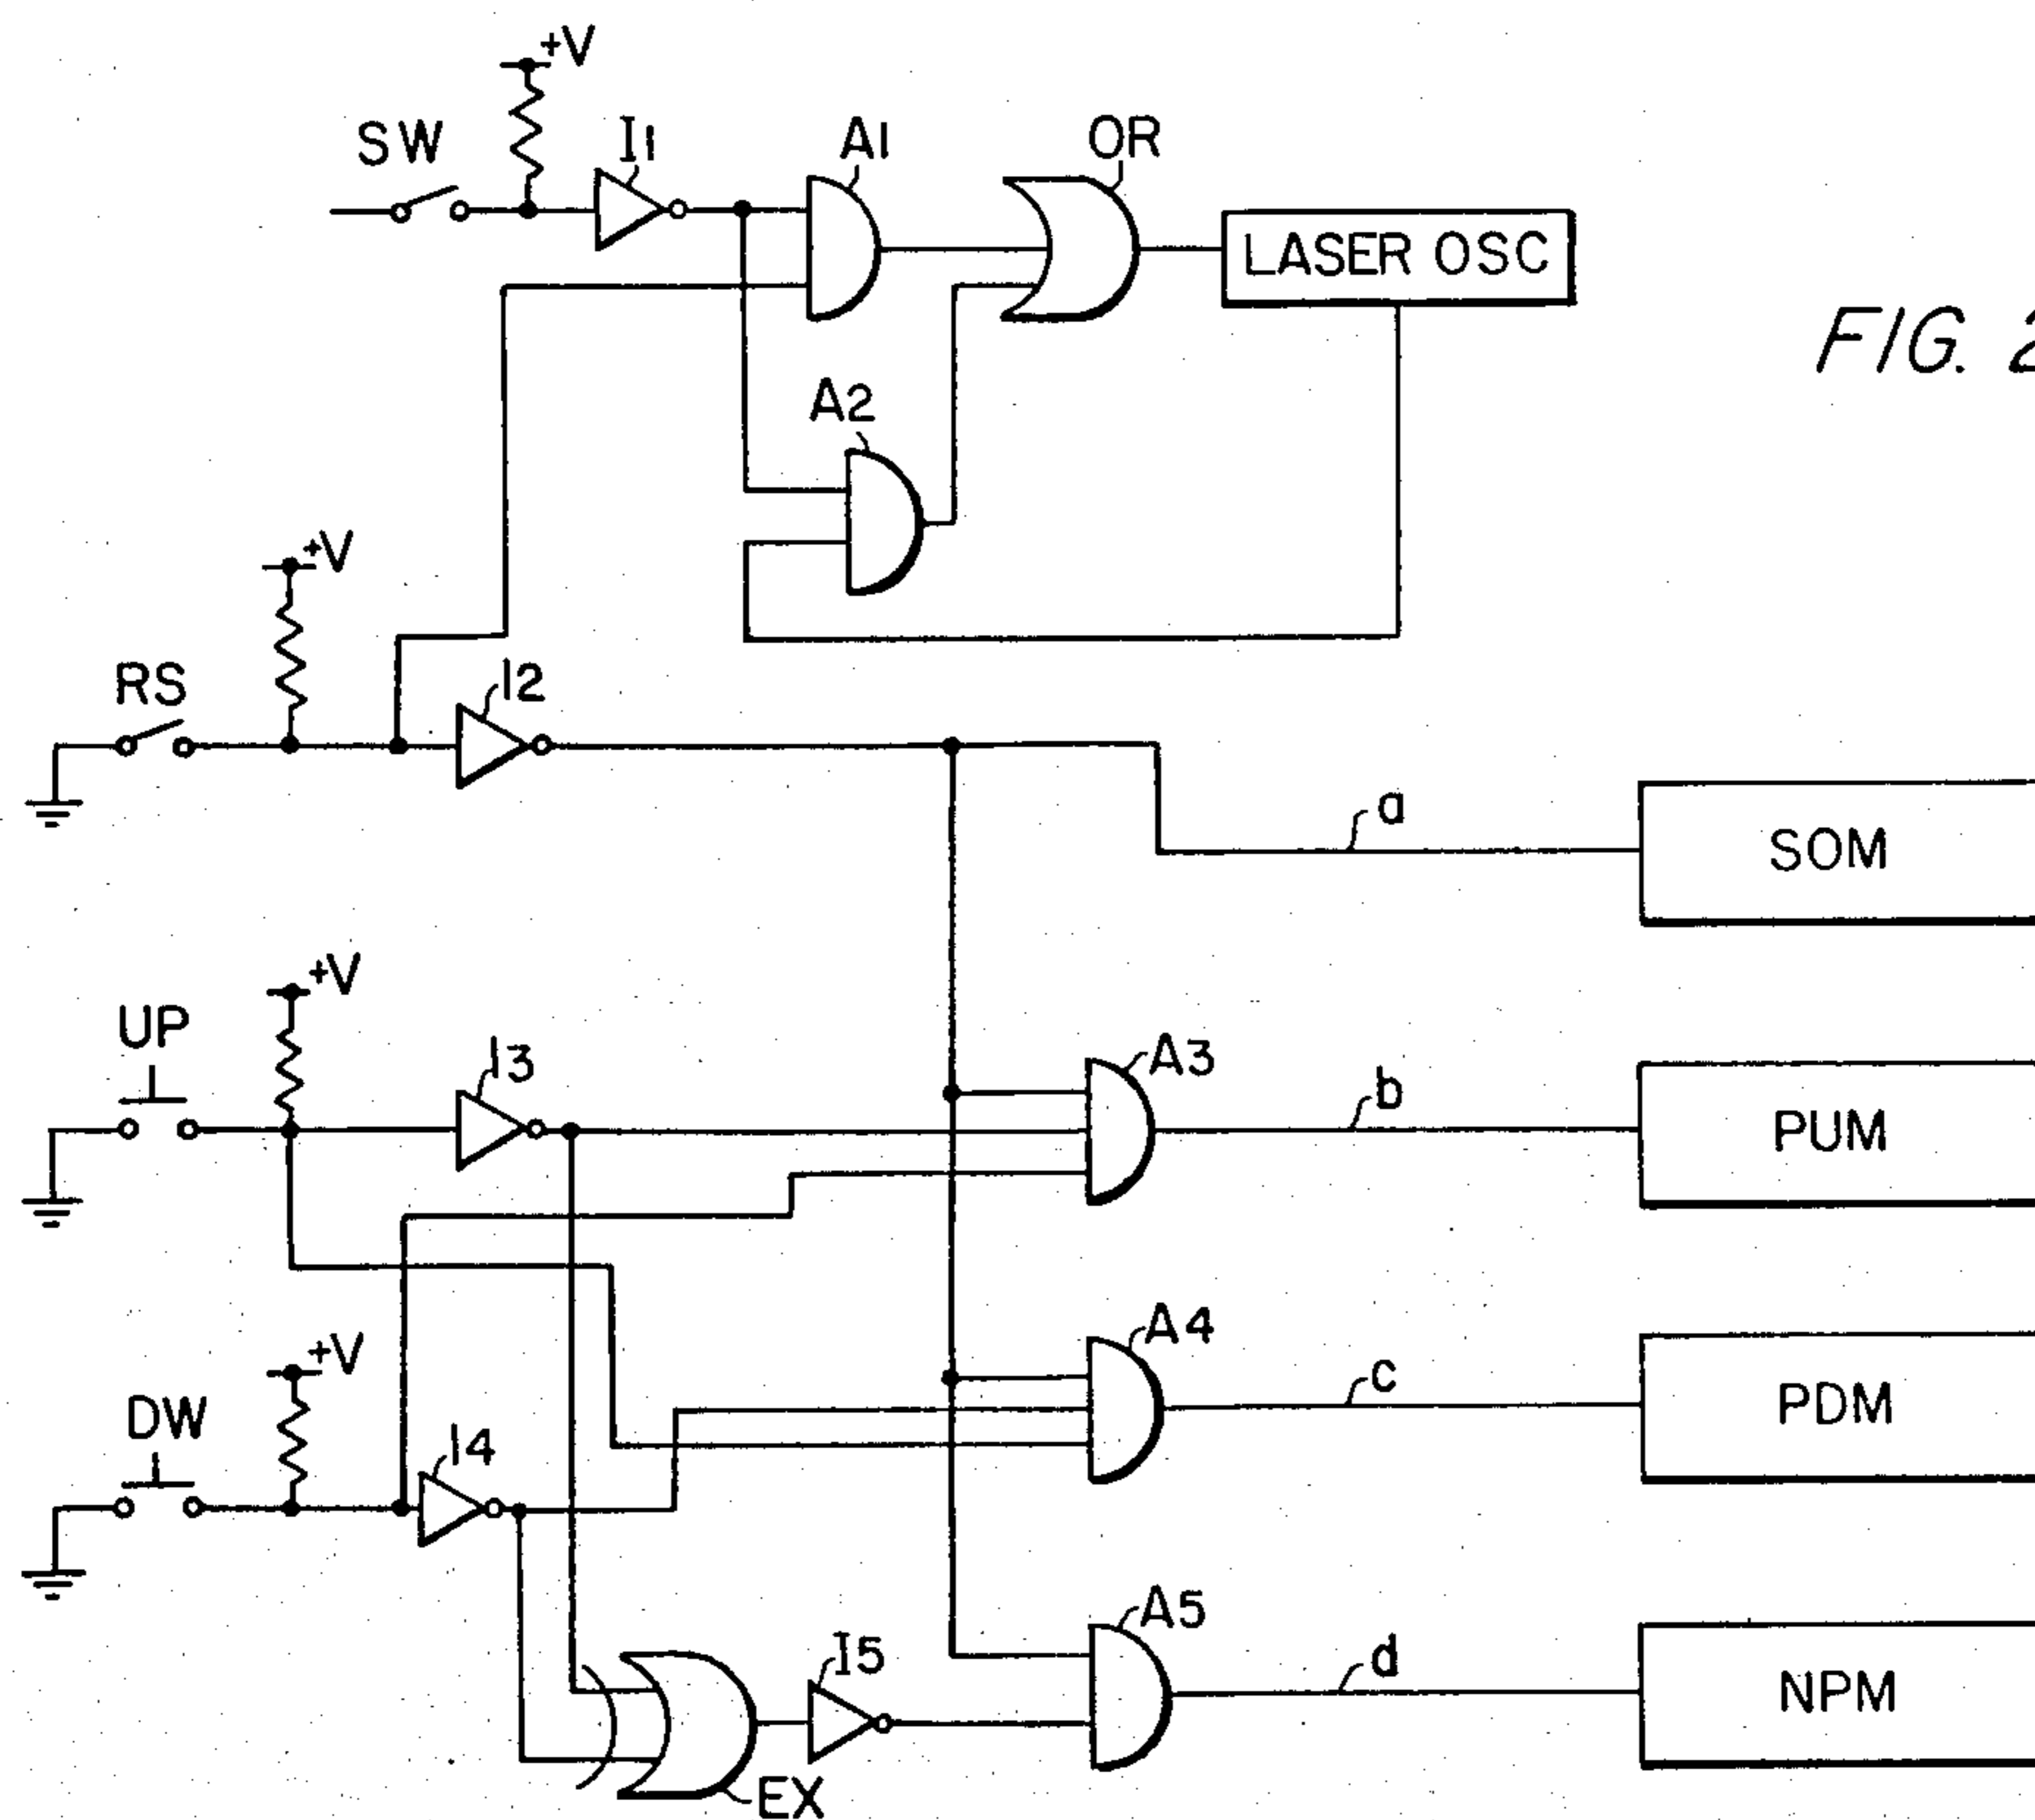 +V
SW
I1
A1
OR
LASER OSC
FIG. 2
A2
+V
RS
I2
a
SOM
+V
UP
I3
A3
b
PUM
+V
DW
I4
A4
c
PDM
A5
I5
d
NPM
EX